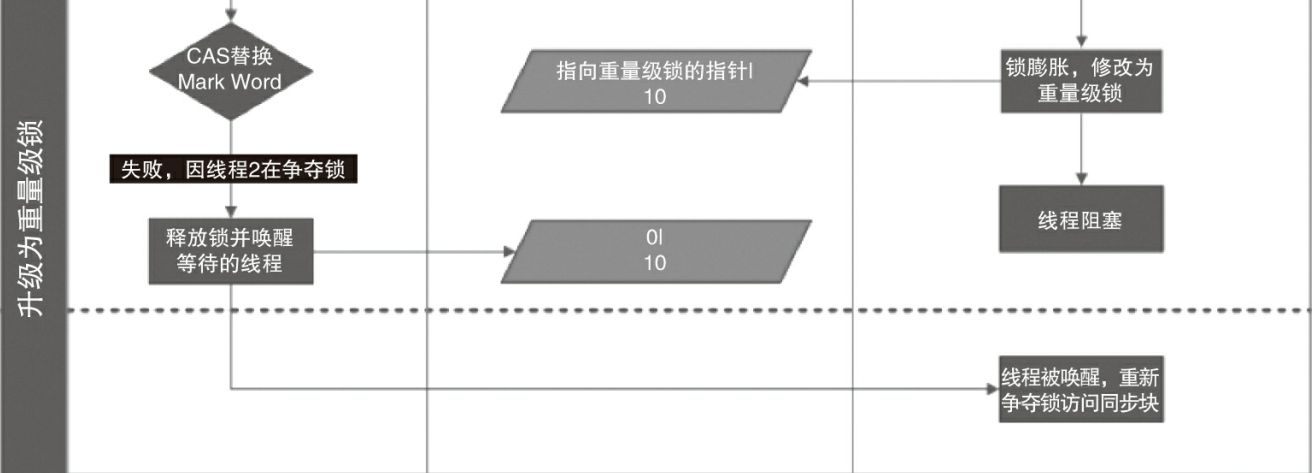 升级为重量级锁
CAS替换
Mark Word
失败，因线程2在争夺锁
释放锁并唤醒
等待的线程
指向重量级锁的指针|
10
0|
10
锁膨胀，修改为
重量级锁
线程阻塞
线程被唤醒，重新
争夺锁访问同步块